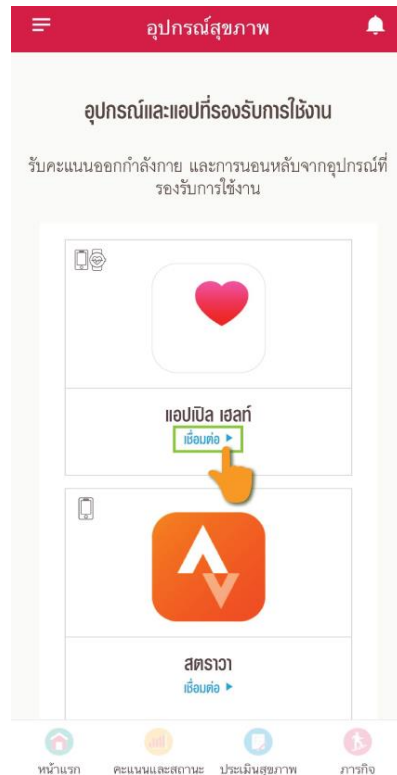 อุปกรณ์สุขภาพ
อุปกรณ์และแอปที่รองรับการใช้งาน
รับคะแนนออกกำลังกาย และการนอนหลับจากอุปกรณ์ที่
รองรับการใช้งาน
แอปเปิล เฮลท์
เชื่อมต่อ
สตราวา
เชื่อมต่อ
หน้าแรก
คะแนนและสถานะ
ประเมินสุขภาพ
ภารกิจ